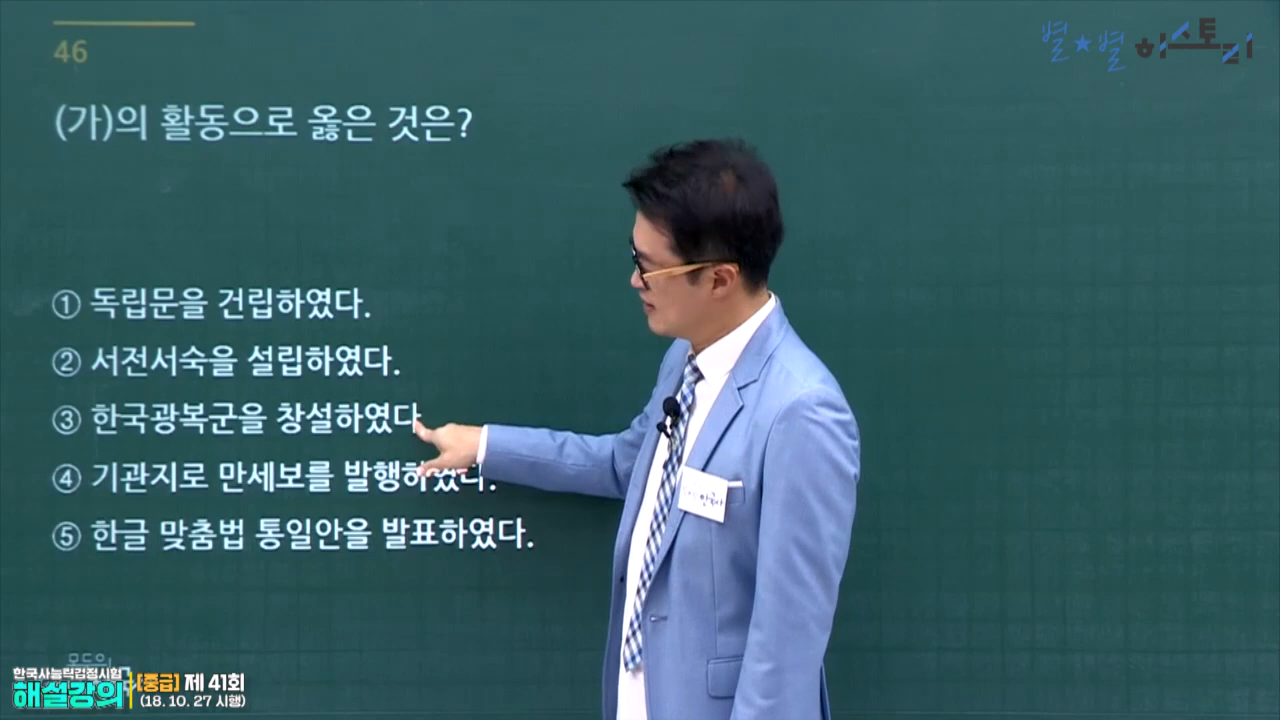 별★별 히스토리
46
(가)의 활동으로 옳은 것은?
① 독립문을 건립하였다.
② 서전서숙을 설립하였다.
③ 한국광복군을 창설하였다
④ 기관지로 만세보를 발행하였다.
⑤ 한글 맞춤법 통일안을 발표하였다.
한국사능력검정시험
해설강의
[중급] 제 41회
(18. 10. 27 시행)